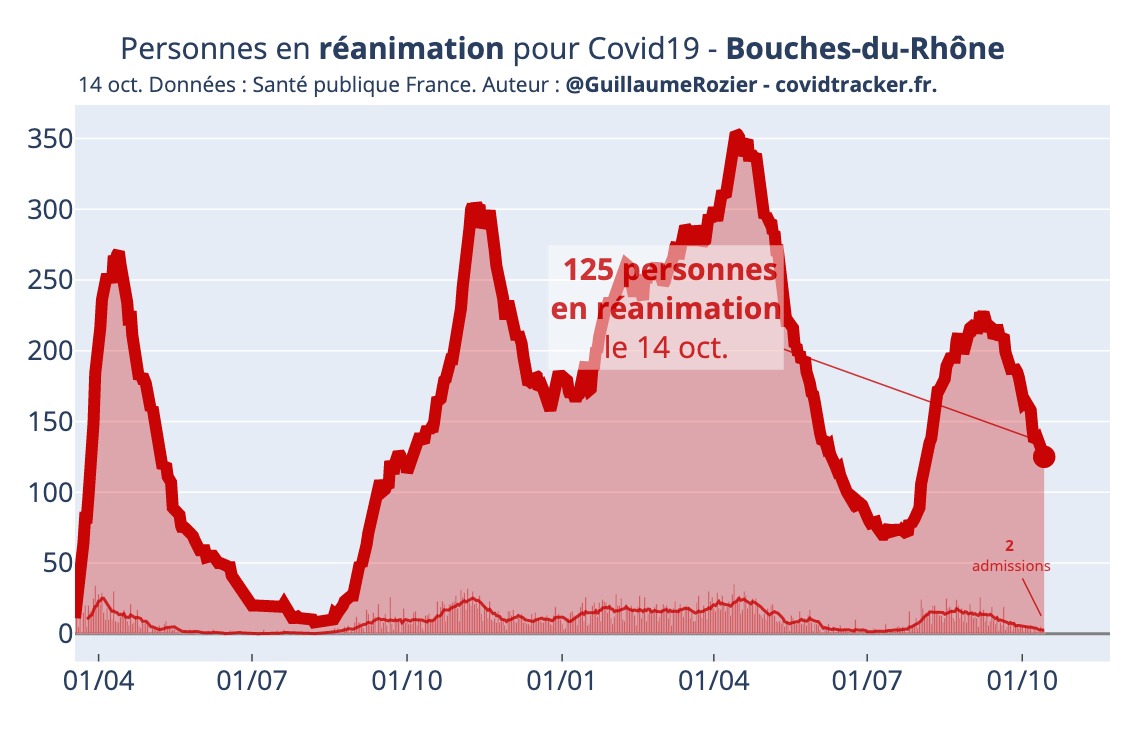 Personnes en réanimation pour Covid19 - Bouches-du-Rhône
14 oct. Données : Santé publique France. Auteur : @GuillaumeRozier - covidtracker.fr.
350
300
250
200
150
100
50
0
125 personnes
en réanimation
le 14 oct.
2
admissions
01/04
01/07
01/10
01/01
01/04
01/07
01/10